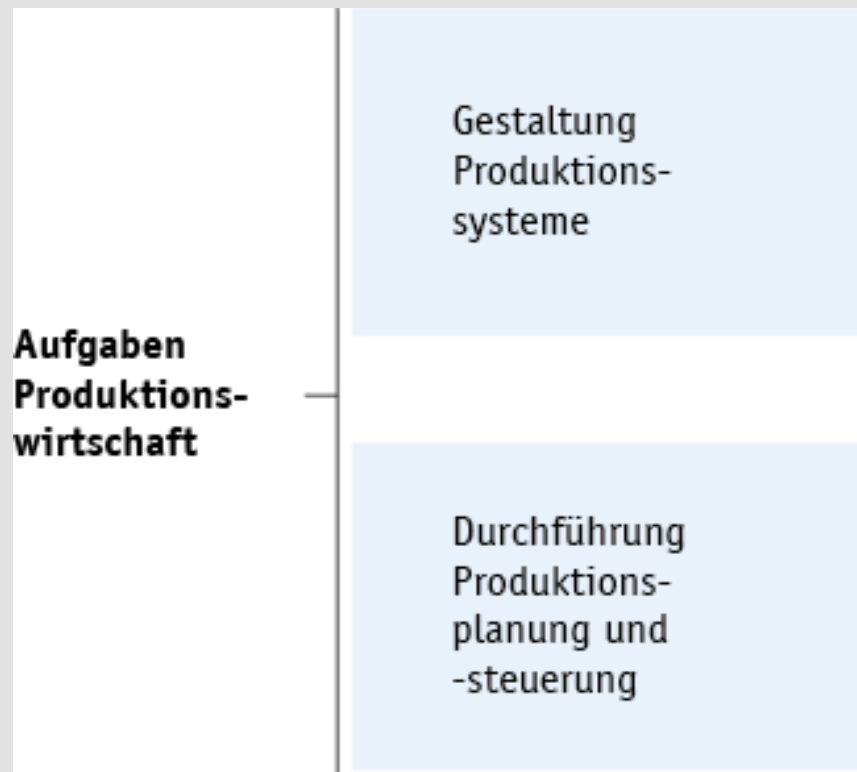 Aufgaben
Produktions-
wirtschaft
Gestaltung
Produktions-
systeme
Durchführung
Produktions-
planung und
-steuerung